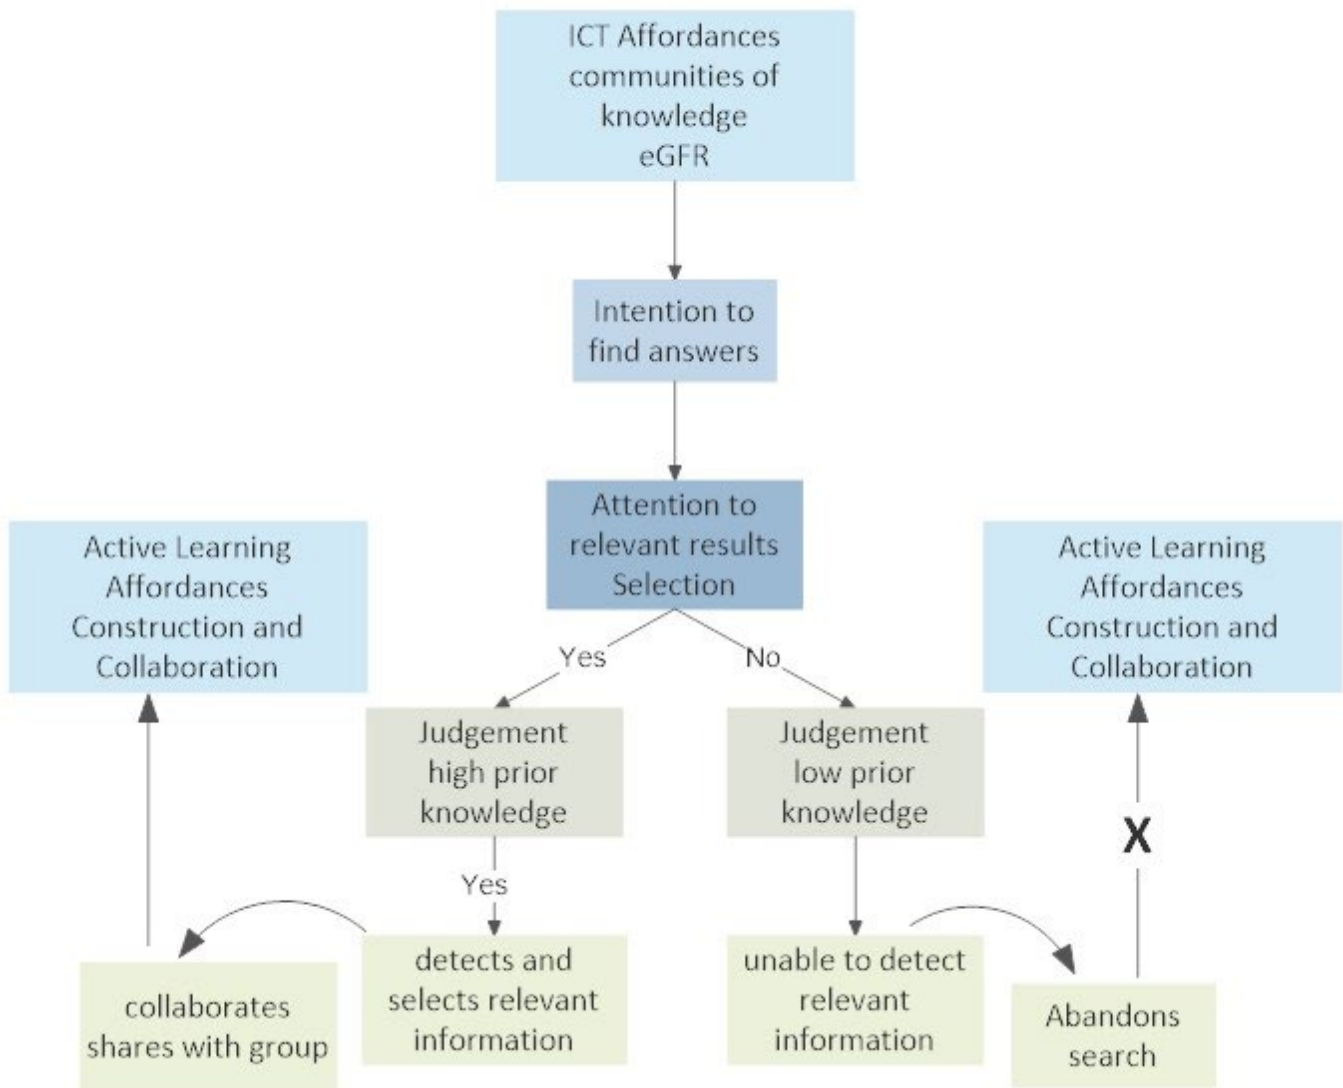 ICT Affordances
communities of
knowledge
eGFR
Intention to
find answers
Attention to
relevant results
Selection
Active Learning
Affordances
Construction and
Collaboration
Active Learning
Affordances
Construction and
Collaboration
Yes
No
Judgement
high prior
knowledge
Judgement
low prior
knowledge
X
Yes
collaborates
shares with group
detects and
selects relevant
information
unable to detect
relevant
information
Abandons
search